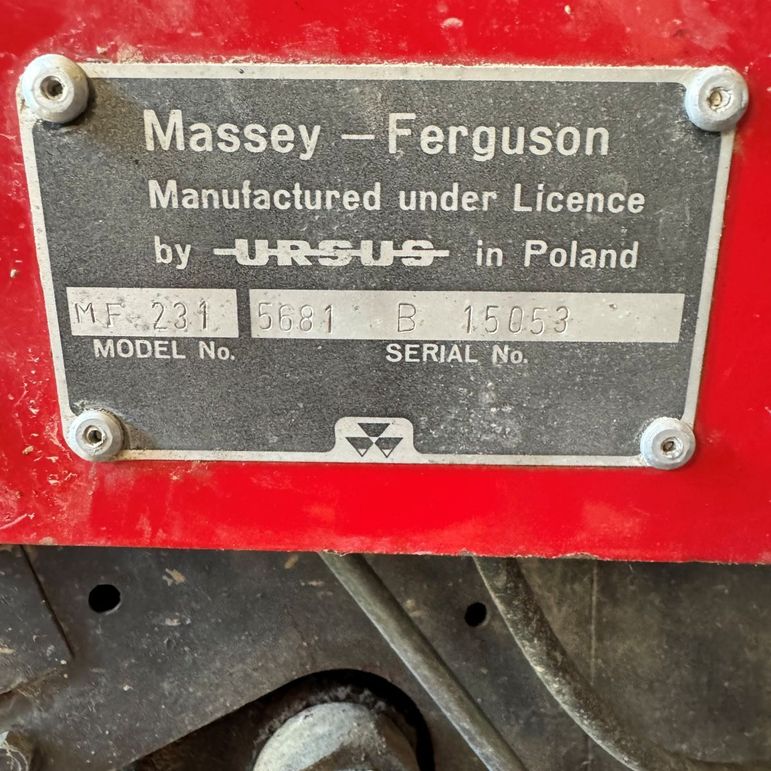 Massey - Ferguson
Manufactured under Licence
by URSUS in Poland
MF 231 5681 B 15053
MODEL No. SERIAL No.